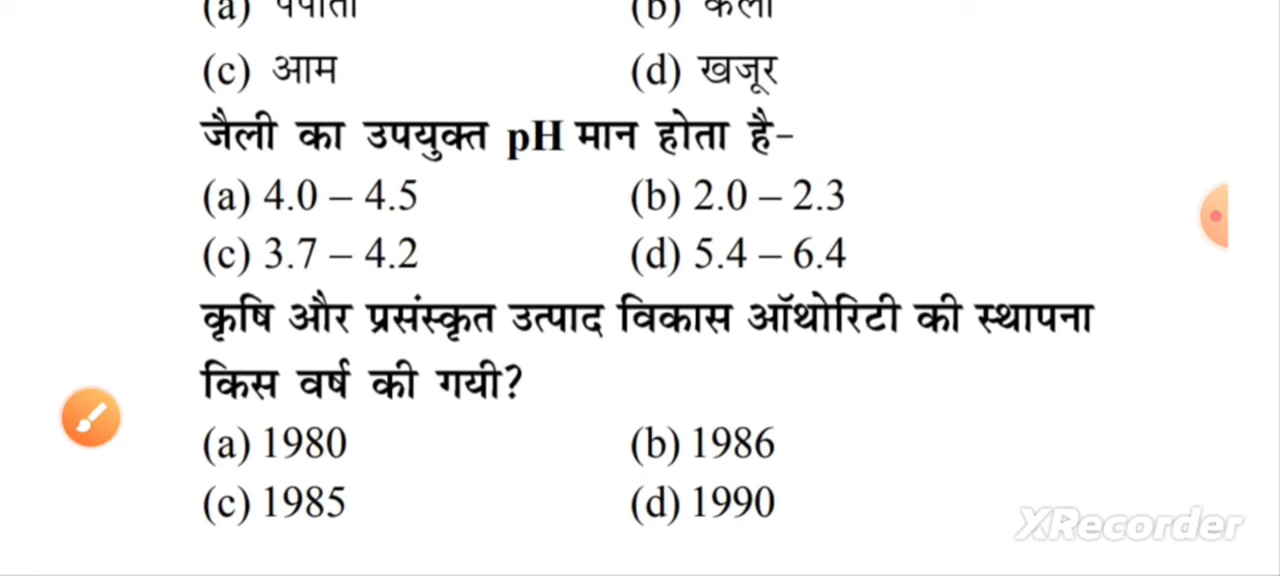 (a) पपीता (b) केला
(c) आम (d) खजूर
जैली का उपयुक्त pH मान होता है-
(a) 4.0 – 4.5 (b) 2.0 – 2.3
(c) 3.7 – 4.2 (d) 5.4 – 6.4
कृषि और प्रसंस्कृत उत्पाद विकास ऑथोरिटी की स्थापना
किस वर्ष की गयी?
(a) 1980 (b) 1986
(c) 1985 (d) 1990
XRecorder